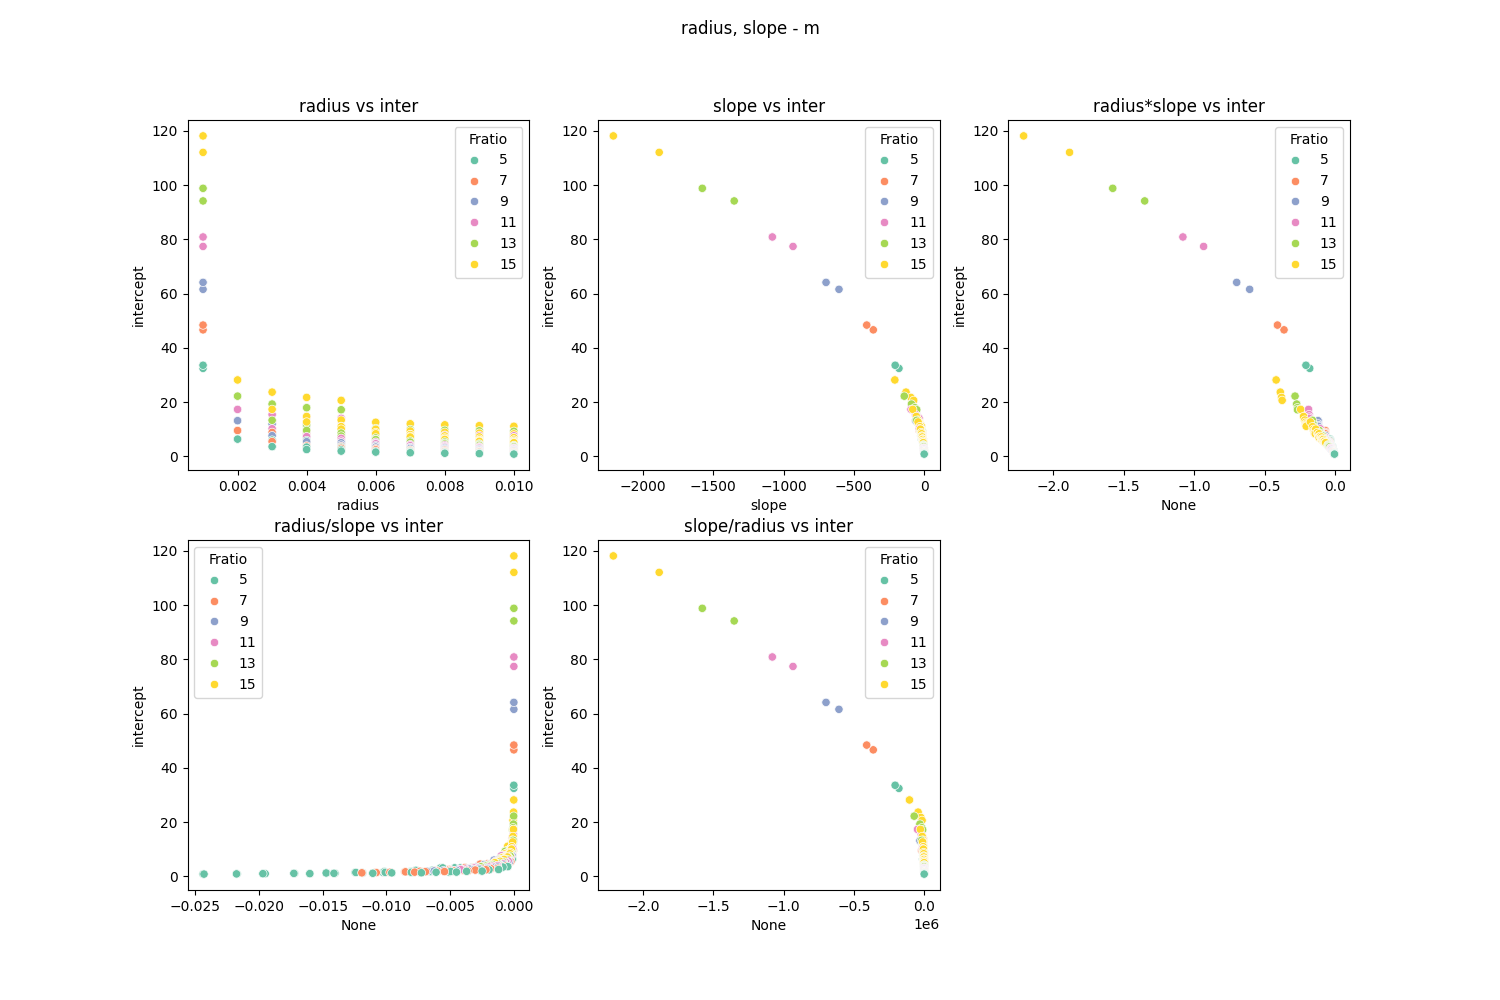 radius, slope - m
radius vs inter
120
100
80
60
40
20
0
intercept
0.002 0.004 0.006 0.008 0.010
radius
Fratio
5
7
9
11
13
15
slope vs inter
120
100
80
60
40
20
0
intercept
−2000 −1500 −1000 −500 0
slope
Fratio
5
7
9
11
13
15
radius*slope vs inter
120
100
80
60
40
20
0
intercept
−2.0 −1.5 −1.0 −0.5 0.0
None
Fratio
5
7
9
11
13
15
radius/slope vs inter
120
100
80
60
40
20
0
intercept
−0.025 −0.020 −0.015 −0.010 −0.005 0.000
None
Fratio
5
7
9
11
13
15
slope/radius vs inter
120
100
80
60
40
20
0
intercept
−2.0 −1.5 −1.0 −0.5 0.0
1e6
None
Fratio
5
7
9
11
13
15